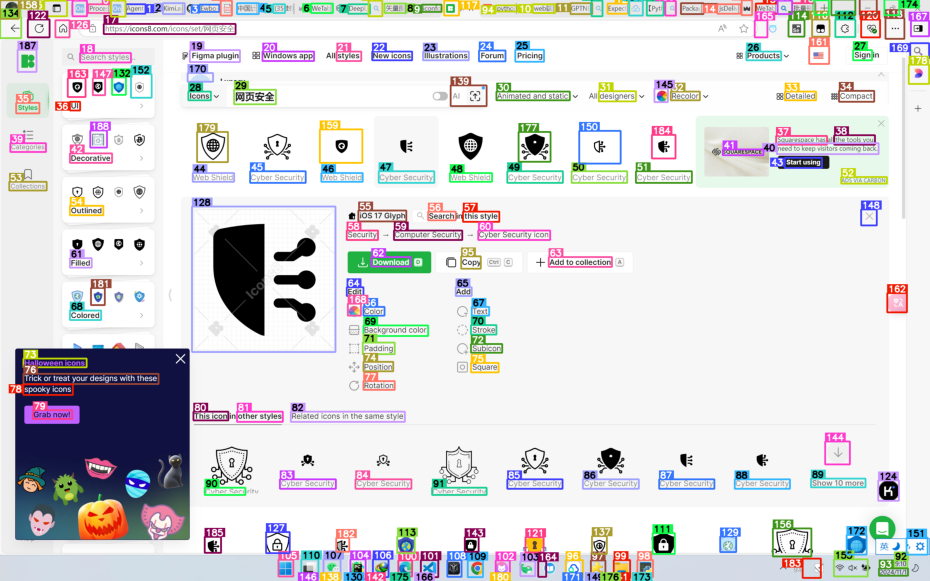 https://icons8.com/icons/set/网页安全
Figma plugin
Windows app
All styles
New icons
Illustrations
Forum
Pricing
Products
Sign in
Search styles...
Icons
网页安全
AI
Animated and static
All designers
Recolor
Detailed
Compact
Styles
UI
Categories
Decorative
Collections
Outlined
Filled
Colored
Web Shield
Cyber Security
Web Shield
Cyber Security
Web Shield
Cyber Security
Cyber Security
Cyber Security
SQUARESPACE
Squarespace has all the tools you
need to keep visitors coming back.
Start using
ADS VIA CARBON
iOS 17 Glyph
Search in this style
Security → Computer Security → Cyber Security icon
Download D
Copy Ctrl C
Add to collection A
Edit
Add
Color
Text
Background color
Stroke
Padding
Subicon
Position
Square
Rotation
Halloween icons
Trick or treat your designs with these
spooky icons
Grab now!
This icon in other styles
Related icons in the same style
Cyber Security
Cyber Security
Cyber Security
Cyber Security
Cyber Security
Cyber Security
Cyber Security
Cyber Security
Show 10 more
英